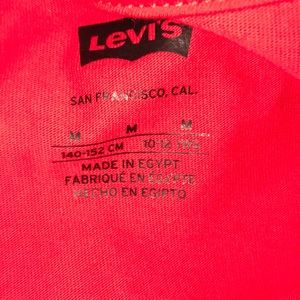 Levi's
SAN FRANCISCO, CAL.
M M M
140-152 CM 10-12
MADE IN EGYPT
FABRIQUÉ EN EGYPTE
HECHO EN EGIPTO